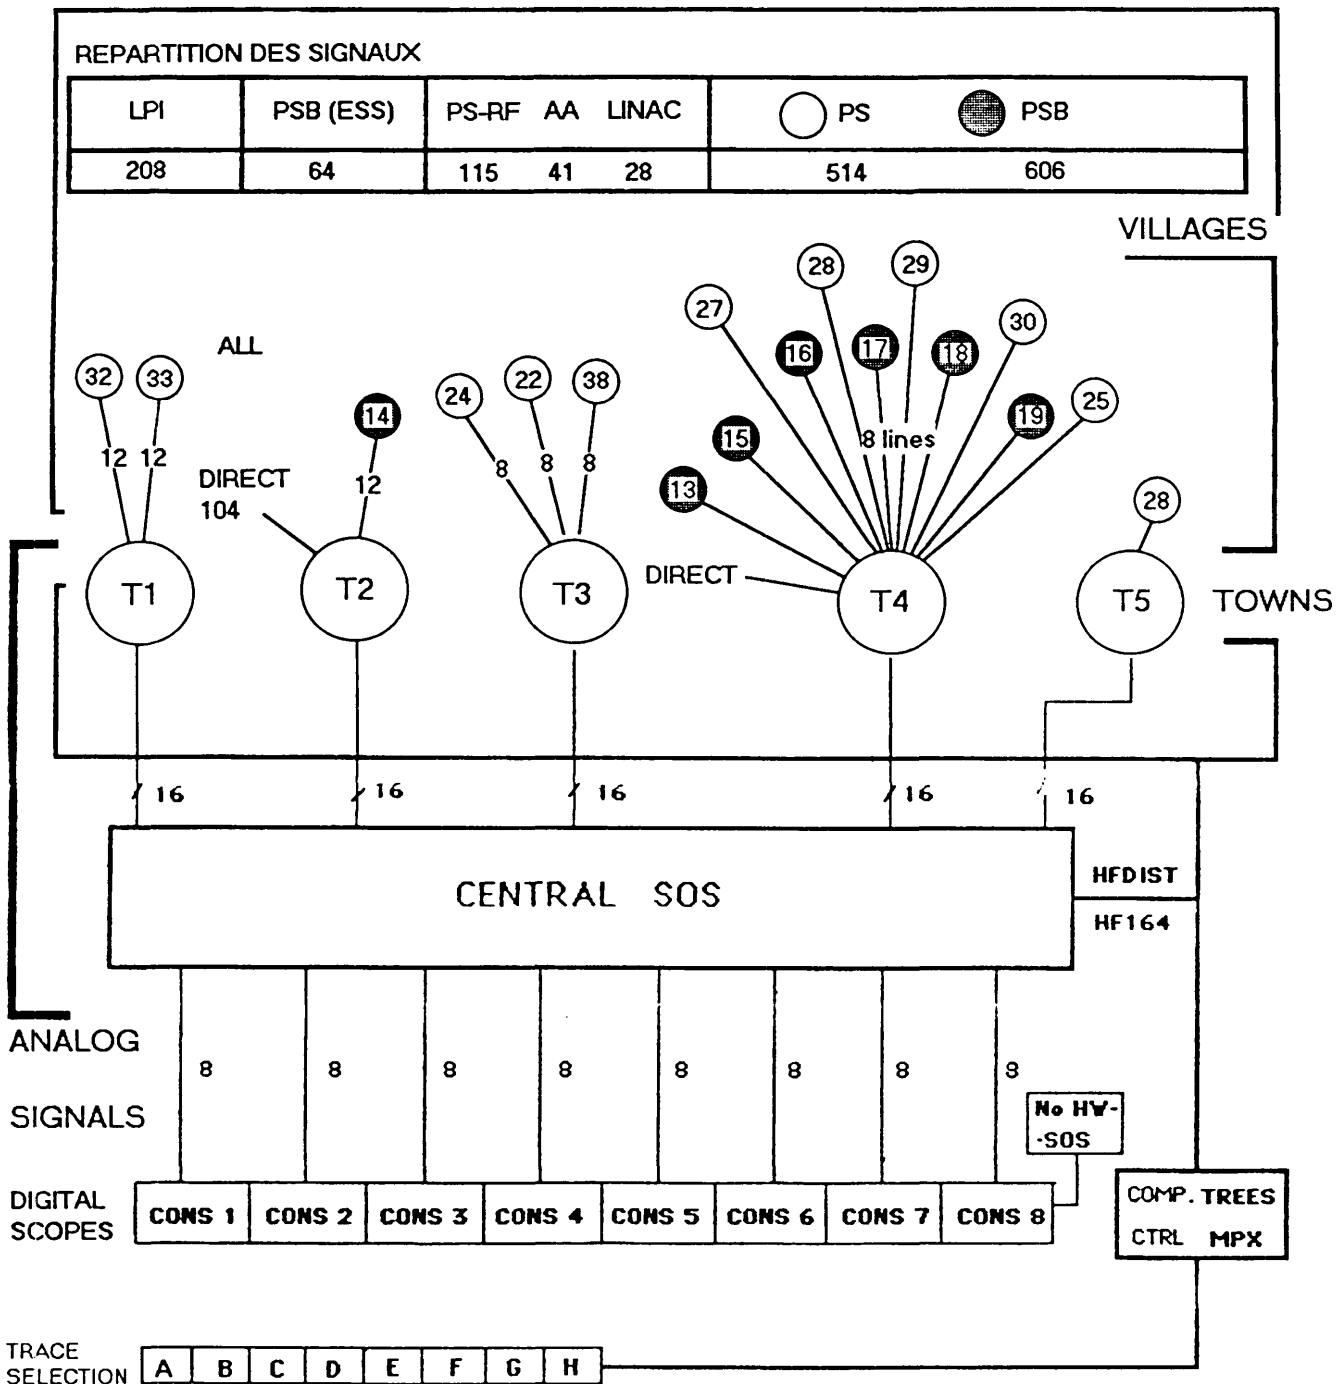 REPARTITION DES SIGNAUX
LPI PSB (ESS) PS-RF AA LINAC PS PSB
208 64 115 41 28 514 606
VILLAGES
ALL
32 33
12 12
DIRECT
104
14
12
24 22 38
8 8 8
27 28 29 30 25
16 17 18 19
15
13
8 lines
DIRECT
28
T1 T2 T3 T4 T5 TOWNS
16 16 16 16 16
CENTRAL SOS
HFDIST
HF164
ANALOG
SIGNALS
8 8 8 8 8 8 8 8
No HW-
-SOS
DIGITAL
SCOPES
CONS 1 CONS 2 CONS 3 CONS 4 CONS 5 CONS 6 CONS 7 CONS 8
COMP. TREES
CTRL MPX
TRACE
SELECTION
A B C D E F G H